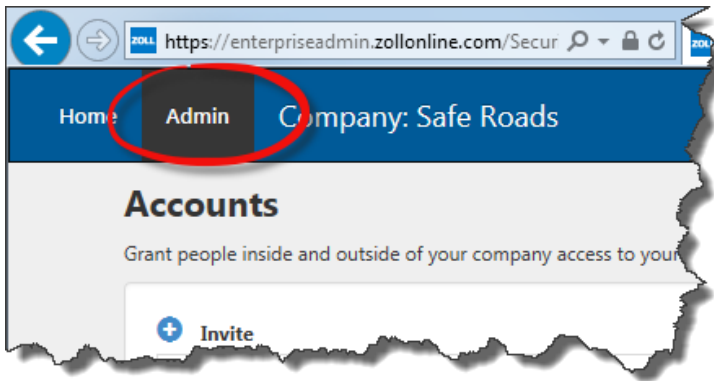 ZOLL https://enterpriseadmin.zollonline.com/Secur
Home Admin Company: Safe Roads
Accounts
Grant people inside and outside of your company access to your
Invite